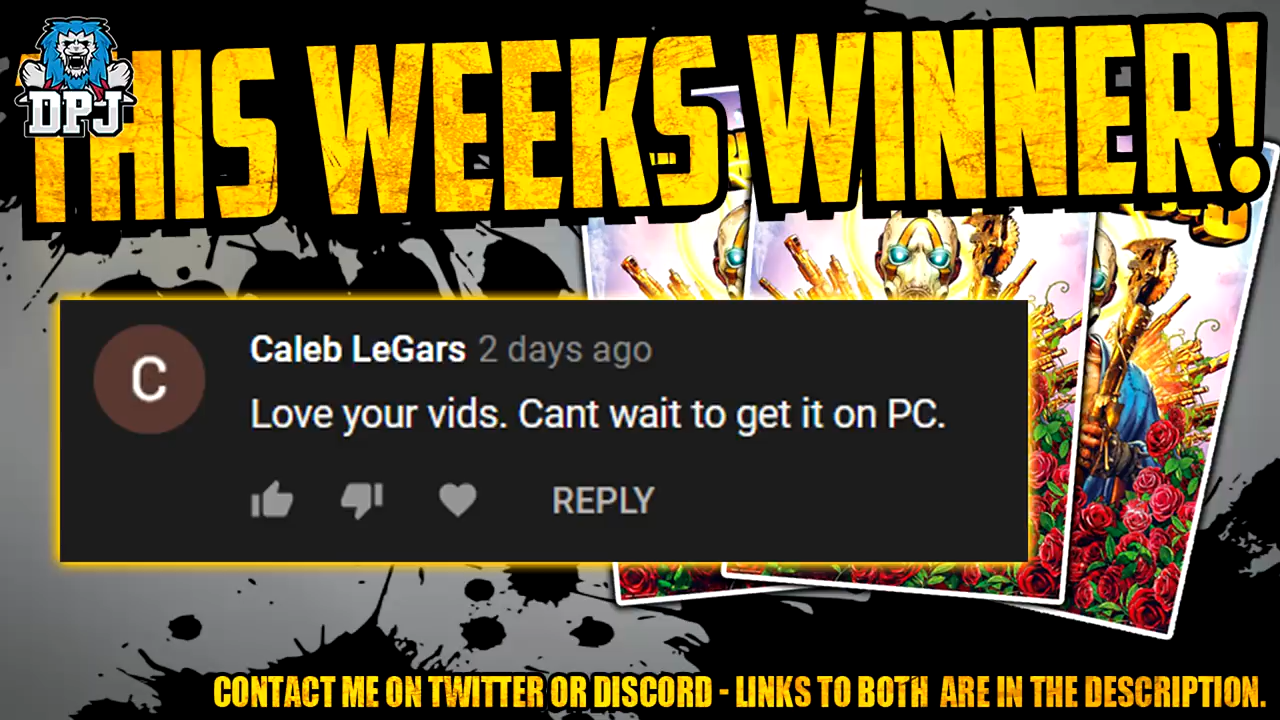 THIS WEEKS WINNER!
DPJ
Caleb LeGars 2 days ago
C
Love your vids. Cant wait to get it on PC.
REPLY
CONTACT ME ON TWITTER OR DISCORD - LINKS TO BOTH ARE IN THE DESCRIPTION.